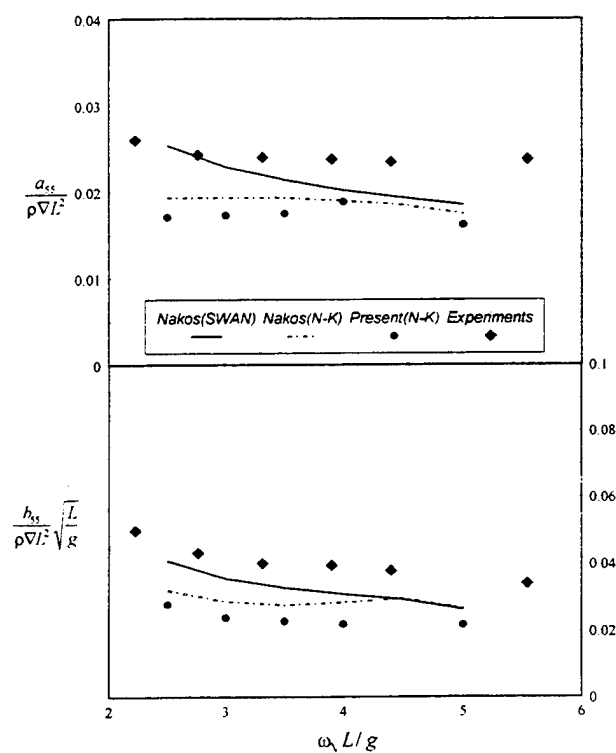 0.04
0.03
a₅₅
ρ∇L²
0.02
0.01
Nakos(SWAN) Nakos(N-K) Present(N-K) Experiments
0
0.1
0.08
0.06
b₅₅
ρ∇L²
√
L
g
0.04
0.02
0
2 3 4 5 6
L/g